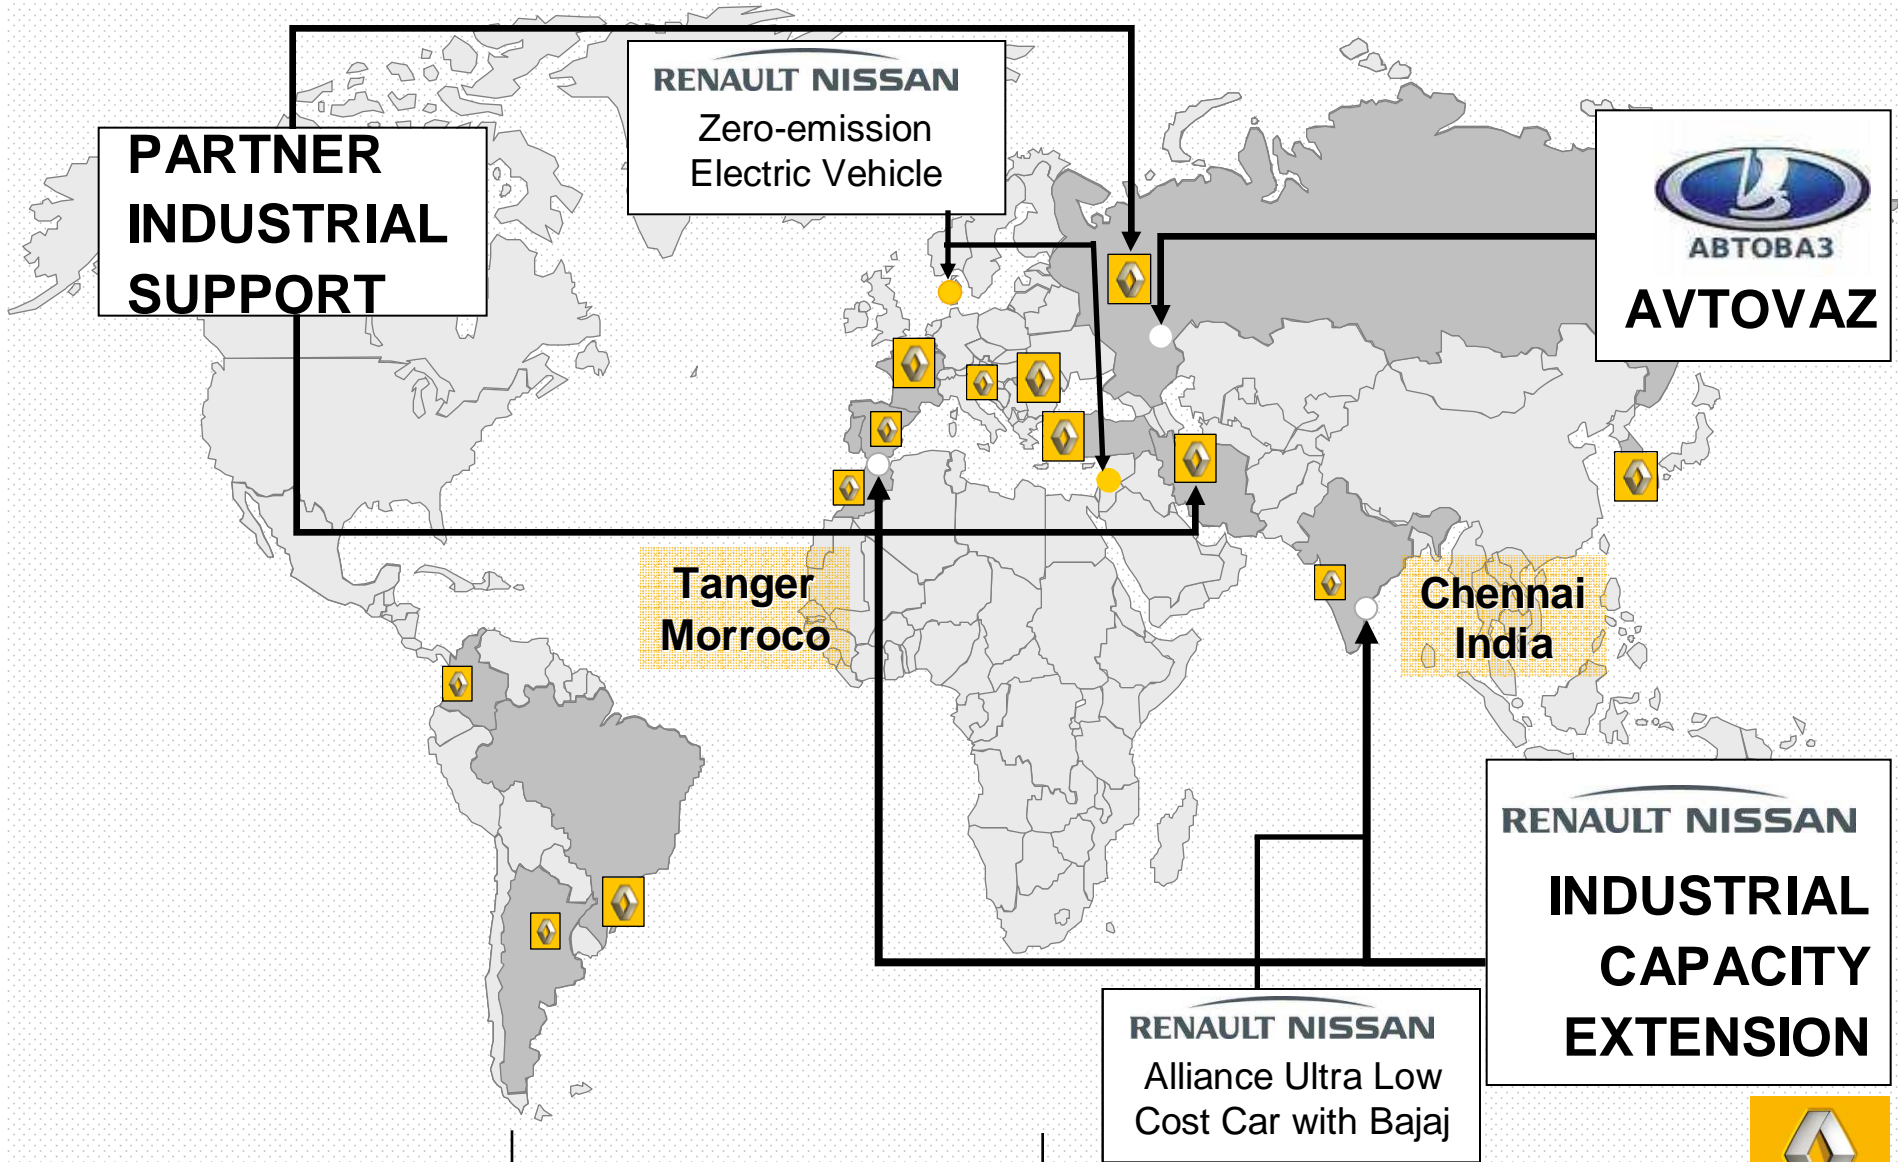 RENAULT NISSAN
Zero-emission
Electric Vehicle
PARTNER
INDUSTRIAL
SUPPORT
АВТОВАЗ
AVTOVAZ
Tanger
Morroco
Chennai
India
RENAULT NISSAN
INDUSTRIAL
CAPACITY
EXTENSION
RENAULT NISSAN
Alliance Ultra Low
Cost Car with Bajaj